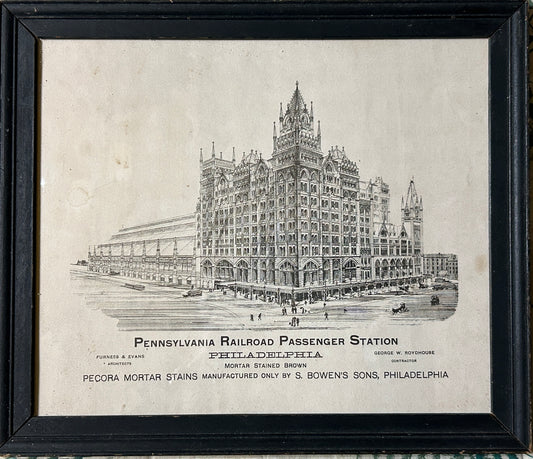 PENNSYLVANIA RAILROAD PASSENGER STATION
FURNESS & EVANS
ARCHITECTS
PHILADELPHIA
GEORGE W. ROYDHOUSE
CONTRACTOR
MORTAR STAINED BROWN
PECORA MORTAR STAINS MANUFACTURED ONLY BY S. BOWEN'S SONS, PHILADELPHIA